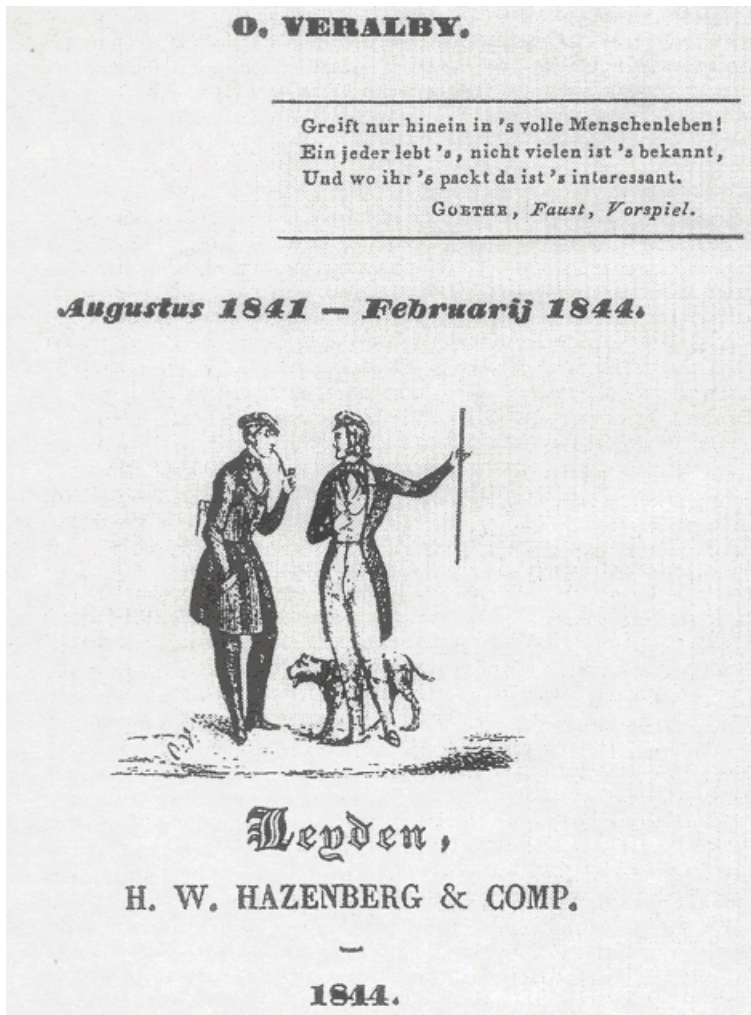 O. VERALBY.
Greift nur hinein in 's volle Menschenleben!
Ein jeder lebt 's, nicht vielen ist 's bekannt,
Und wo ihr 's packt da ist 's interessant.
GOETHE, Faust, Vorspiel.
Augustus 1841 — Februarij 1844.
Leyden,
H. W. HAZENBERG & COMP.
1844.